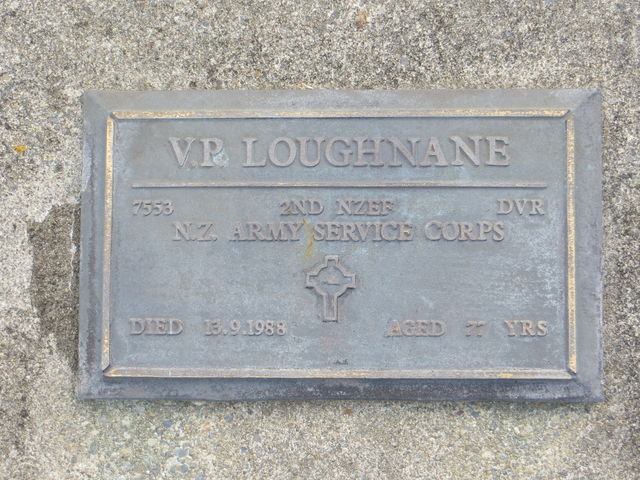 V.P. LOUGHNANE
7553 2ND NZEF DVR
N.Z. ARMY SERVICE CORPS
DIED 13.9.1988 AGED 77 YRS